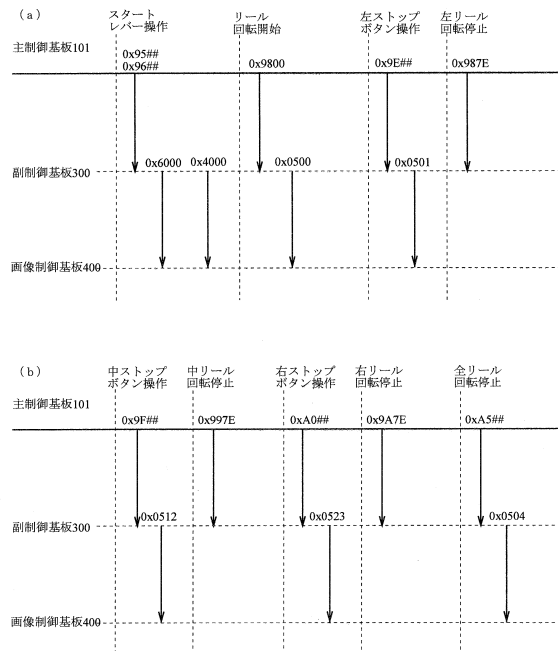 (a)
スタート
レバー操作
リール
回転開始
左ストップ
ボタン操作
左リール
回転停止
主制御基板101
0x95##
0x96##
0x9800
0x9E##
0x987E
副制御基板300
0x6000
0x4000
0x0500
0x0501
画像制御基板400
(b)
中ストップ
ボタン操作
中リール
回転停止
右ストップ
ボタン操作
右リール
回転停止
全リール
回転停止
主制御基板101
0x9F##
0x997E
0xA0##
0x9A7E
0xA5##
副制御基板300
0x0512
0x0523
0x0504
画像制御基板400